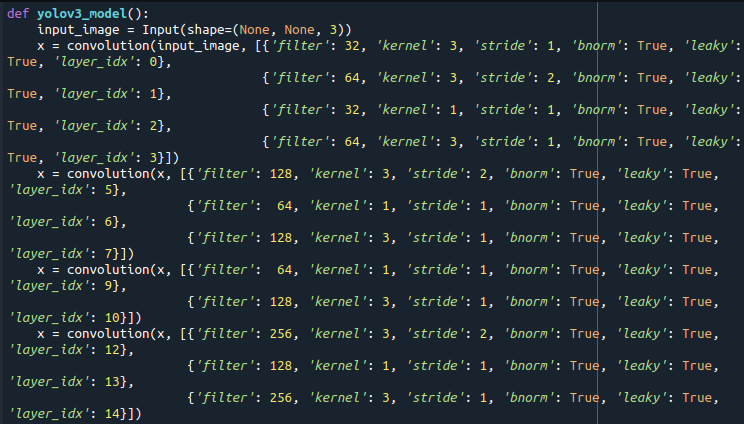 def yolov3_model():
    input_image = Input(shape=(None, None, 3))
    x = convolution(input_image, [{'filter': 32, 'kernel': 3, 'stride': 1, 'bnorm': True, 'leaky':
True, 'layer_idx': 0},
                                  {'filter': 64, 'kernel': 3, 'stride': 2, 'bnorm': True, 'leaky':
True, 'layer_idx': 1},
                                  {'filter': 32, 'kernel': 1, 'stride': 1, 'bnorm': True, 'leaky':
True, 'layer_idx': 2},
                                  {'filter': 64, 'kernel': 3, 'stride': 1, 'bnorm': True, 'leaky':
True, 'layer_idx': 3}])
    x = convolution(x, [{'filter': 128, 'kernel': 3, 'stride': 2, 'bnorm': True, 'leaky': True,
'layer_idx': 5},
                        {'filter':  64, 'kernel': 1, 'stride': 1, 'bnorm': True, 'leaky': True,
'layer_idx': 6},
                        {'filter': 128, 'kernel': 3, 'stride': 1, 'bnorm': True, 'leaky': True,
'layer_idx': 7}])
    x = convolution(x, [{'filter':  64, 'kernel': 1, 'stride': 1, 'bnorm': True, 'leaky': True,
'layer_idx': 9},
                        {'filter': 128, 'kernel': 3, 'stride': 1, 'bnorm': True, 'leaky': True,
'layer_idx': 10}])
    x = convolution(x, [{'filter': 256, 'kernel': 3, 'stride': 2, 'bnorm': True, 'leaky': True,
'layer_idx': 12},
                        {'filter': 128, 'kernel': 1, 'stride': 1, 'bnorm': True, 'leaky': True,
'layer_idx': 13},
                        {'filter': 256, 'kernel': 3, 'stride': 1, 'bnorm': True, 'leaky': True,
'layer_idx': 14}])